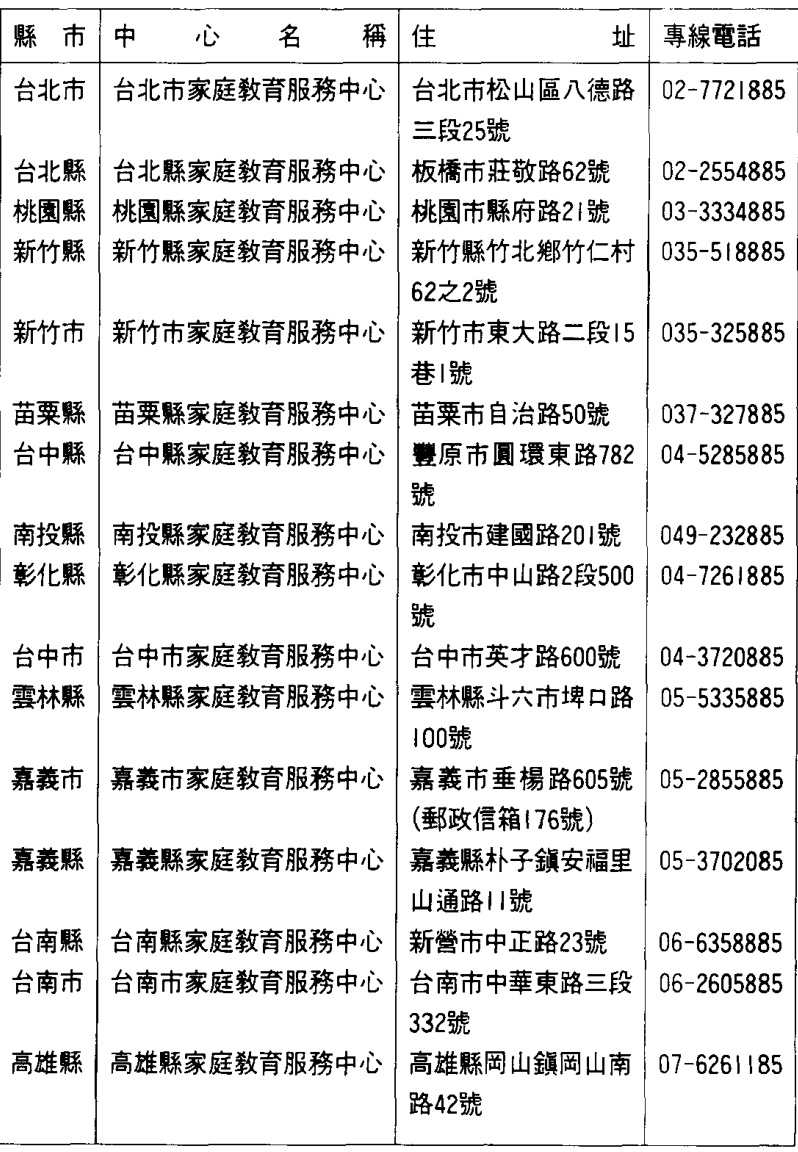 縣市 中心名稱 住址 專線電話
台北市 台北市家庭教育服務中心 台北市松山區八德路 02-7721885
三段25號
台北縣 台北縣家庭教育服務中心 板橋市莊敬路62號 02-2554885
桃園縣 桃園縣家庭教育服務中心 桃園市縣府路21號 03-3334885
新竹縣 新竹縣家庭教育服務中心 新竹縣竹北鄉竹仁村 035-518885
62之2號
新竹市 新竹市家庭教育服務中心 新竹市東大路二段15 035-325885
巷1號
苗栗縣 苗栗縣家庭教育服務中心 苗栗市自治路50號 037-327885
台中縣 台中縣家庭教育服務中心 豐原市圓環東路782 04-5285885
號
南投縣 南投縣家庭教育服務中心 南投市建國路201號 049-232885
彰化縣 彰化縣家庭教育服務中心 彰化市中山路2段500 04-7261885
號
台中市 台中市家庭教育服務中心 台中市英才路600號 04-3720885
雲林縣 雲林縣家庭教育服務中心 雲林縣斗六市埤口路 05-5335885
100號
嘉義市 嘉義市家庭教育服務中心 嘉義市垂楊路605號 05-2855885
(郵政信箱176號)
嘉義縣 嘉義縣家庭教育服務中心 嘉義縣朴子鎮安福里 05-3702085
山通路11號
台南縣 台南縣家庭教育服務中心 新營市中正路23號 06-6358885
台南市 台南市家庭教育服務中心 台南市中華東路三段 06-2605885
332號
高雄縣 高雄縣家庭教育服務中心 高雄縣岡山鎮岡山南 07-6261185
路42號